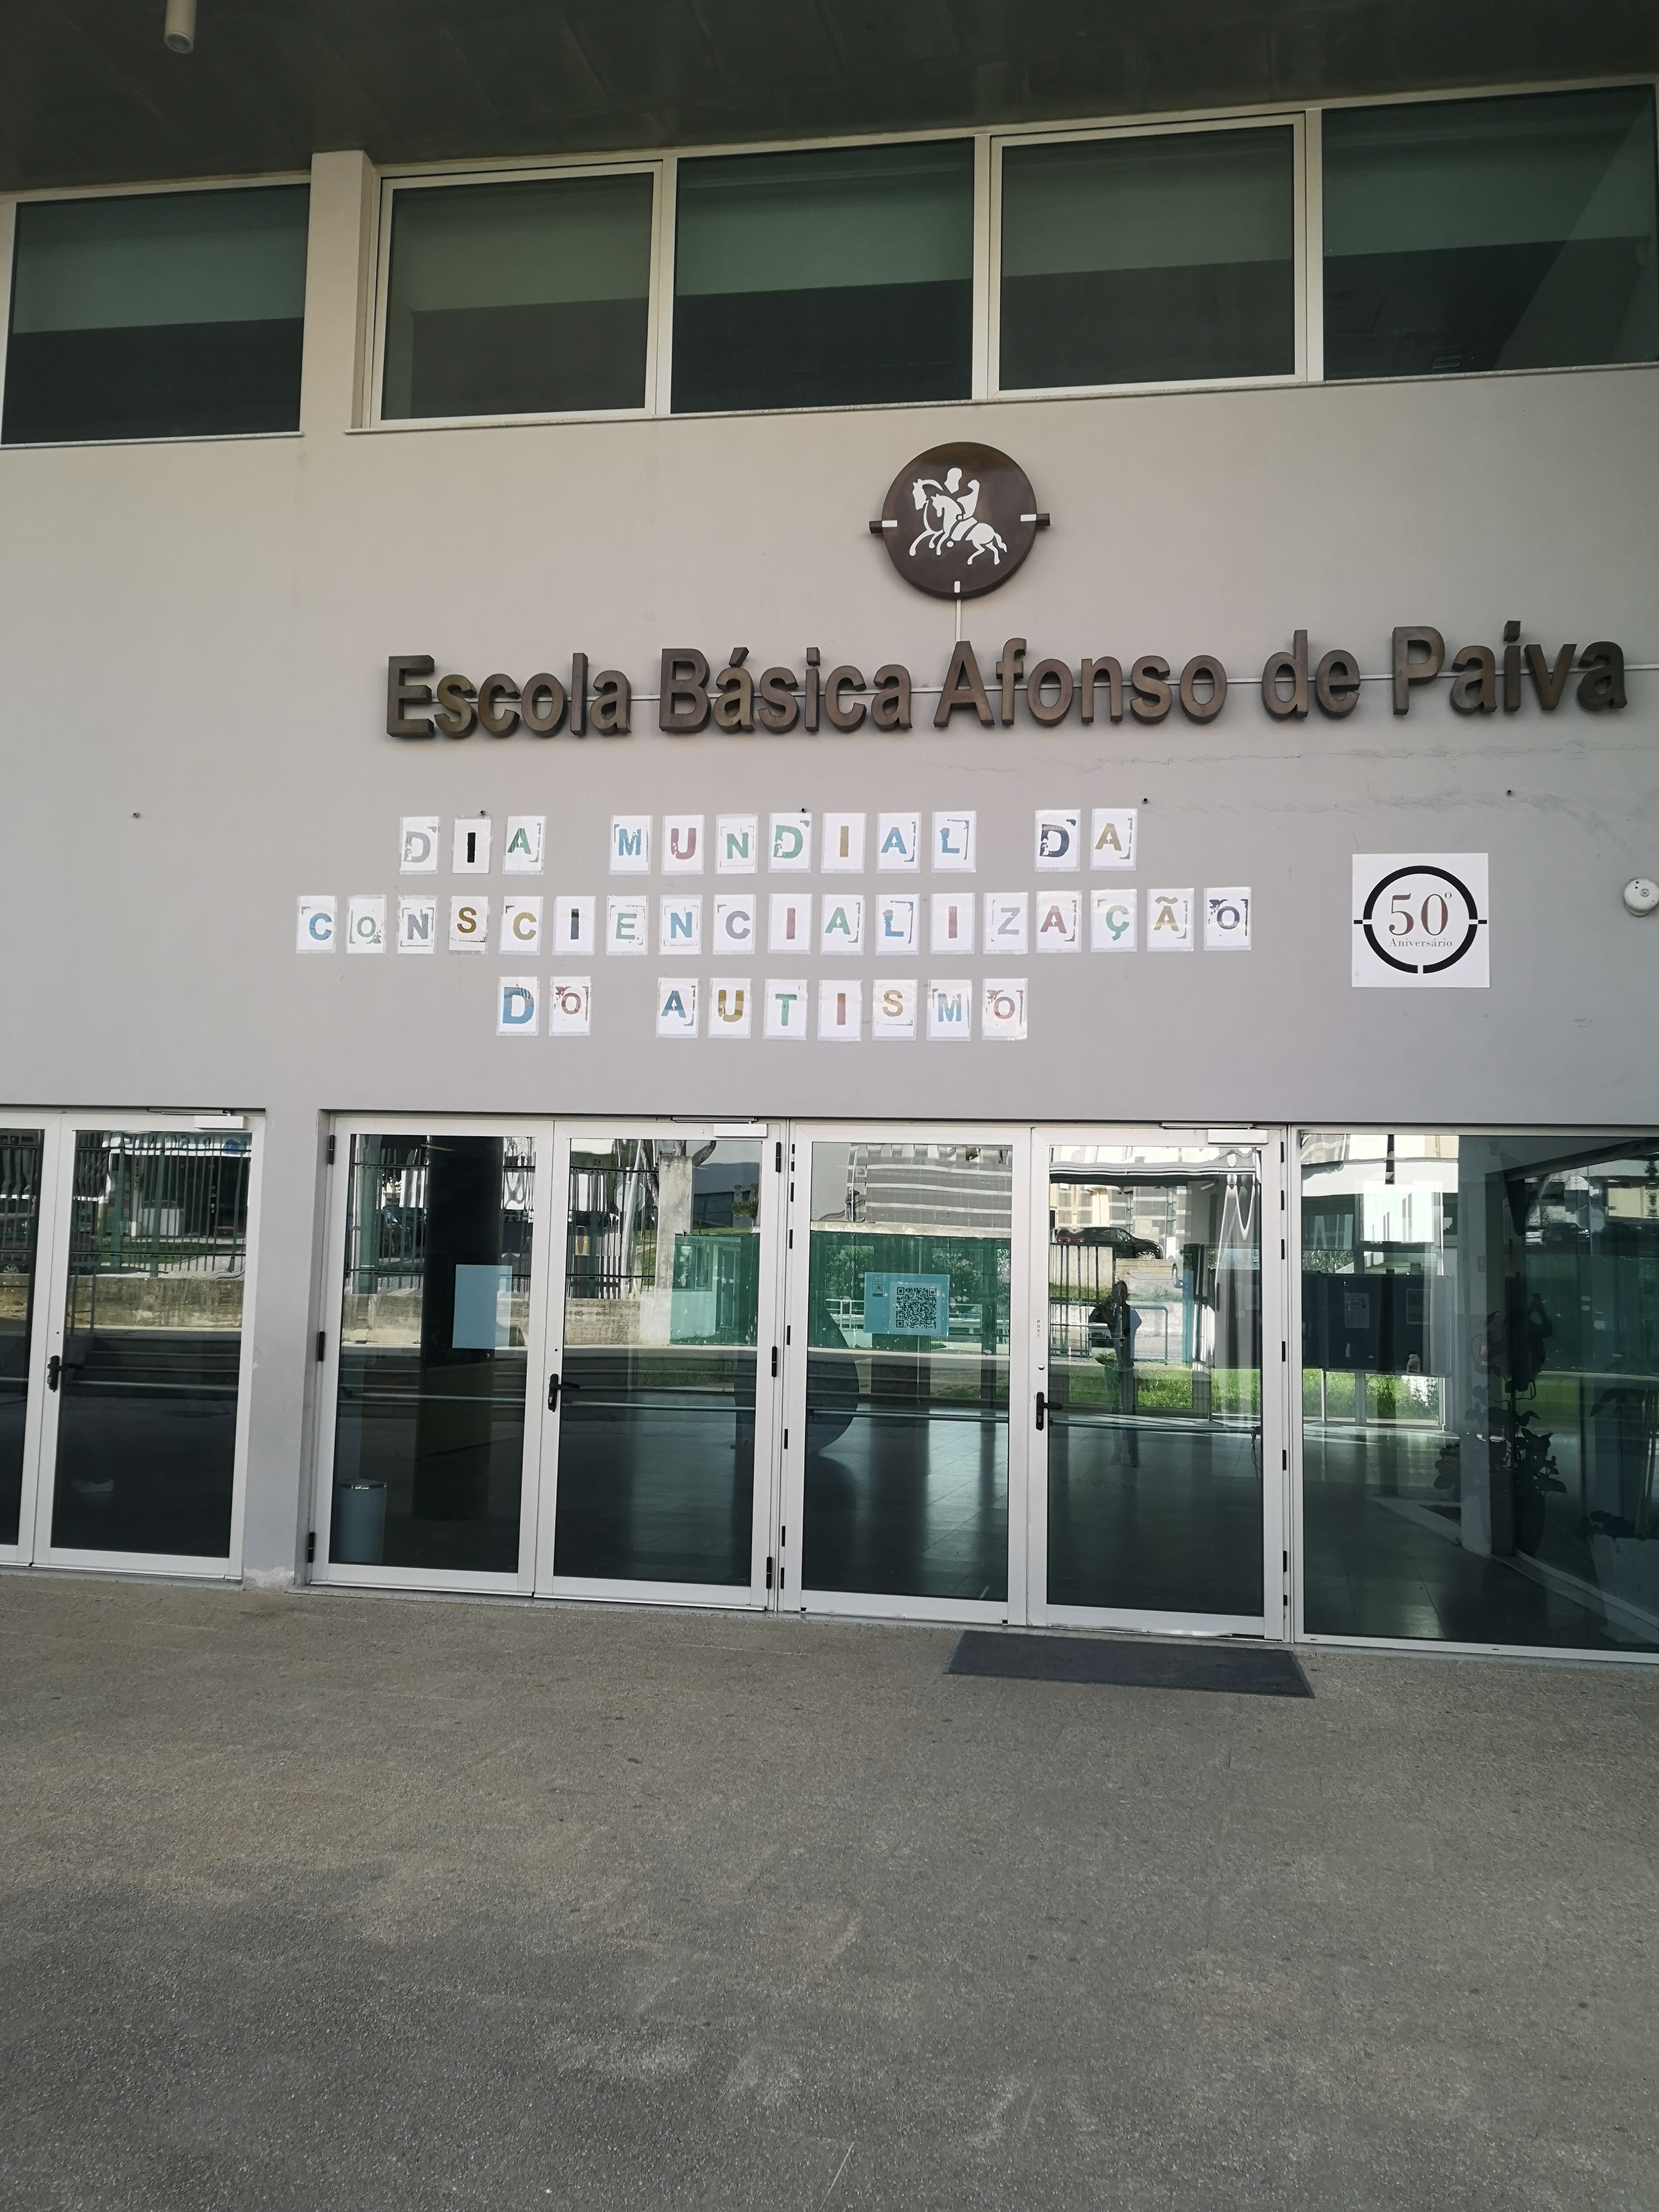 Escola Básica Afonso de Paiva
DIA MUNDIAL DA
CONSCIENCIALIZAÇÃO
DO AUTISMO
50º
Aniversário